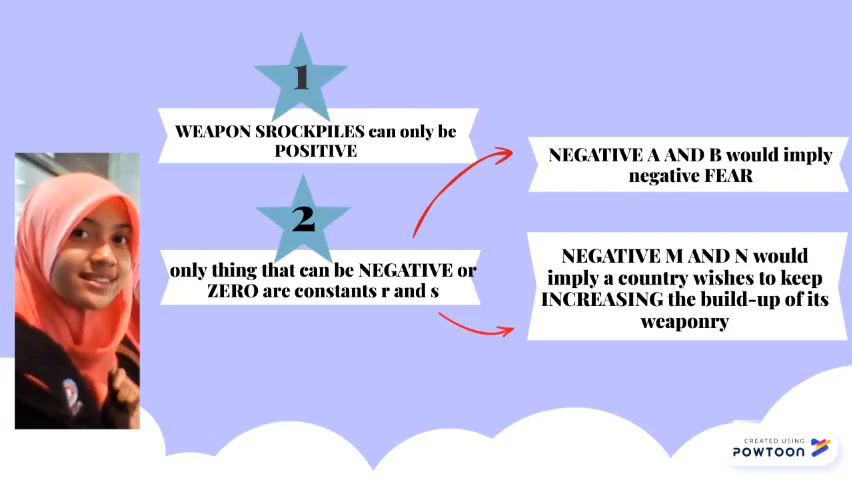 1
WEAPON SROCKPILES can only be
POSITIVE
2
only thing that can be NEGATIVE or
ZERO are constants r and s
NEGATIVE A AND B would imply
negative FEAR
NEGATIVE M AND N would
imply a country wishes to keep
INCREASING the build-up of its
weaponry
CREATED USING
POWTOON